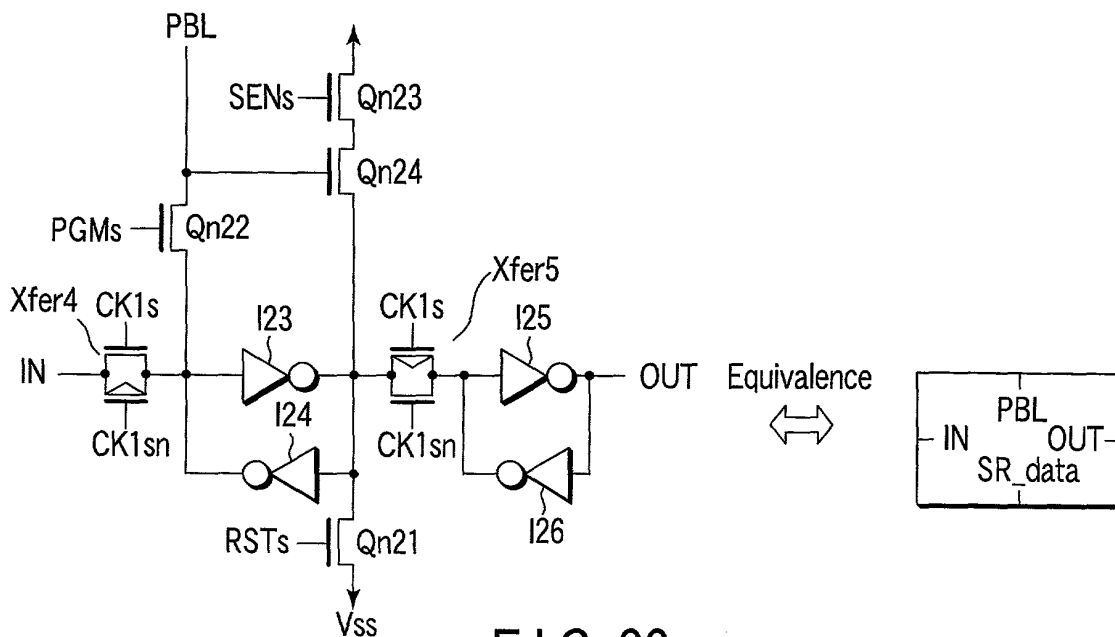 PBL
SENs
Qn23
Qn24
PGMs
Qn22
Xfer4
CK1s
I23
CK1s
Xfer5
I25
IN
OUT
Equivalence
PBL
IN
OUT
SR_data
CK1sn
I24
CK1sn
I26
RSTs
Qn21
Vss